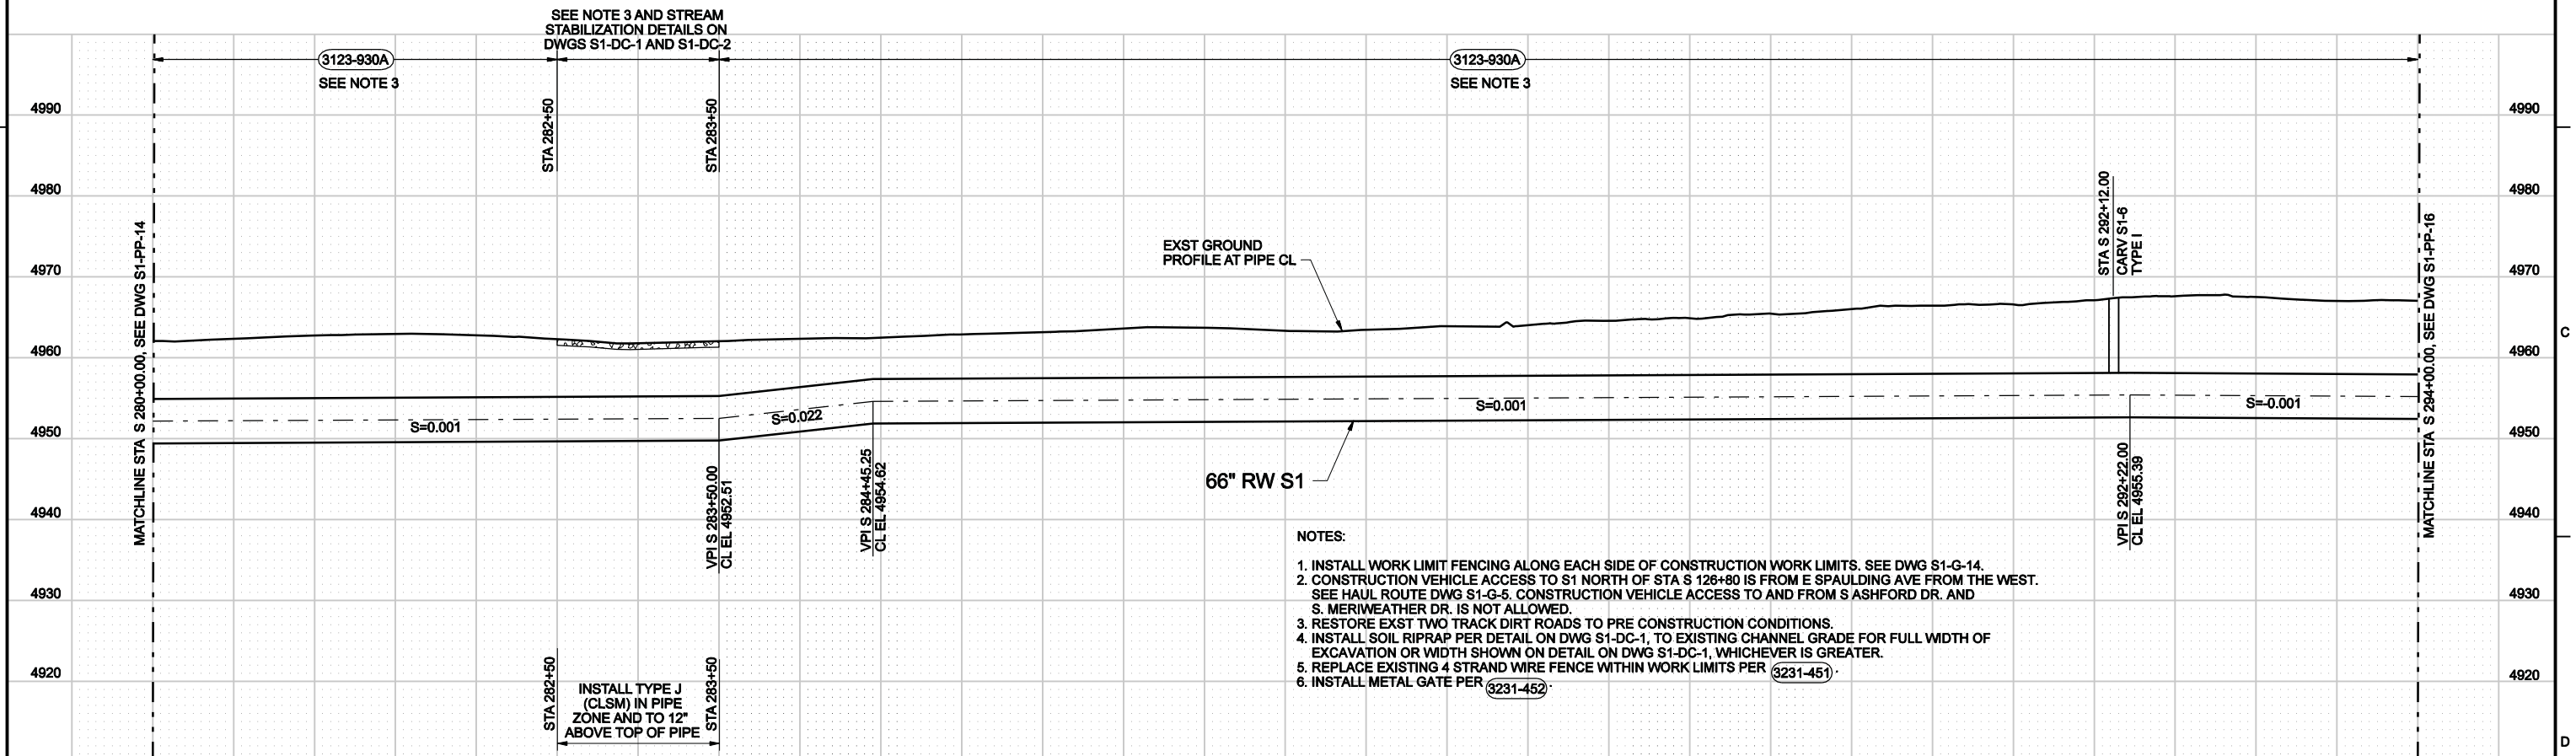 SEE NOTE 3 AND STREAM
STABILIZATION DETAILS ON
DWGS S1-DC-1 AND S1-DC-2
3123-930A
SEE NOTE 3
3123-930A
SEE NOTE 3
STA 282+50
STA 283+50
4990
4990
4980
4980
4970
4970
4960
4960
4950
4950
4940
4940
4930
4930
4920
4920
MATCHLINE STA S 280+00.00, SEE DWG S1-PP-14
EXST GROUND
PROFILE AT PIPE CL
STA S 292+12.00
CARV S1-6
TYPE I
MATCHLINE STA S 294+00.00, SEE DWG S1-PP-16
C
S=0.001
S=0.022
S=0.001
S=-0.001
VPI S 283+50.00
CL EL 4952.51
VPI S 284+45.25
CL EL 4954.62
66" RW S1
VPI S 292+22.00
CL EL 4955.39
NOTES:
1. INSTALL WORK LIMIT FENCING ALONG EACH SIDE OF CONSTRUCTION WORK LIMITS. SEE DWG S1-G-14.
2. CONSTRUCTION VEHICLE ACCESS TO S1 NORTH OF STA S 126+80 IS FROM E SPAULDING AVE FROM THE WEST.
SEE HAUL ROUTE DWG S1-G-5. CONSTRUCTION VEHICLE ACCESS TO AND FROM S ASHFORD DR. AND
S. MERIWEATHER DR. IS NOT ALLOWED.
3. RESTORE EXST TWO TRACK DIRT ROADS TO PRE CONSTRUCTION CONDITIONS.
4. INSTALL SOIL RIPRAP PER DETAIL ON DWG S1-DC-1, TO EXISTING CHANNEL GRADE FOR FULL WIDTH OF
EXCAVATION OR WIDTH SHOWN ON DETAIL ON DWG S1-DC-1, WHICHEVER IS GREATER.
5. REPLACE EXISTING 4 STRAND WIRE FENCE WITHIN WORK LIMITS PER 3231-451 .
6. INSTALL METAL GATE PER 3231-452 .
STA 282+50
INSTALL TYPE J
(CLSM) IN PIPE
ZONE AND TO 12"
ABOVE TOP OF PIPE
STA 283+50
D